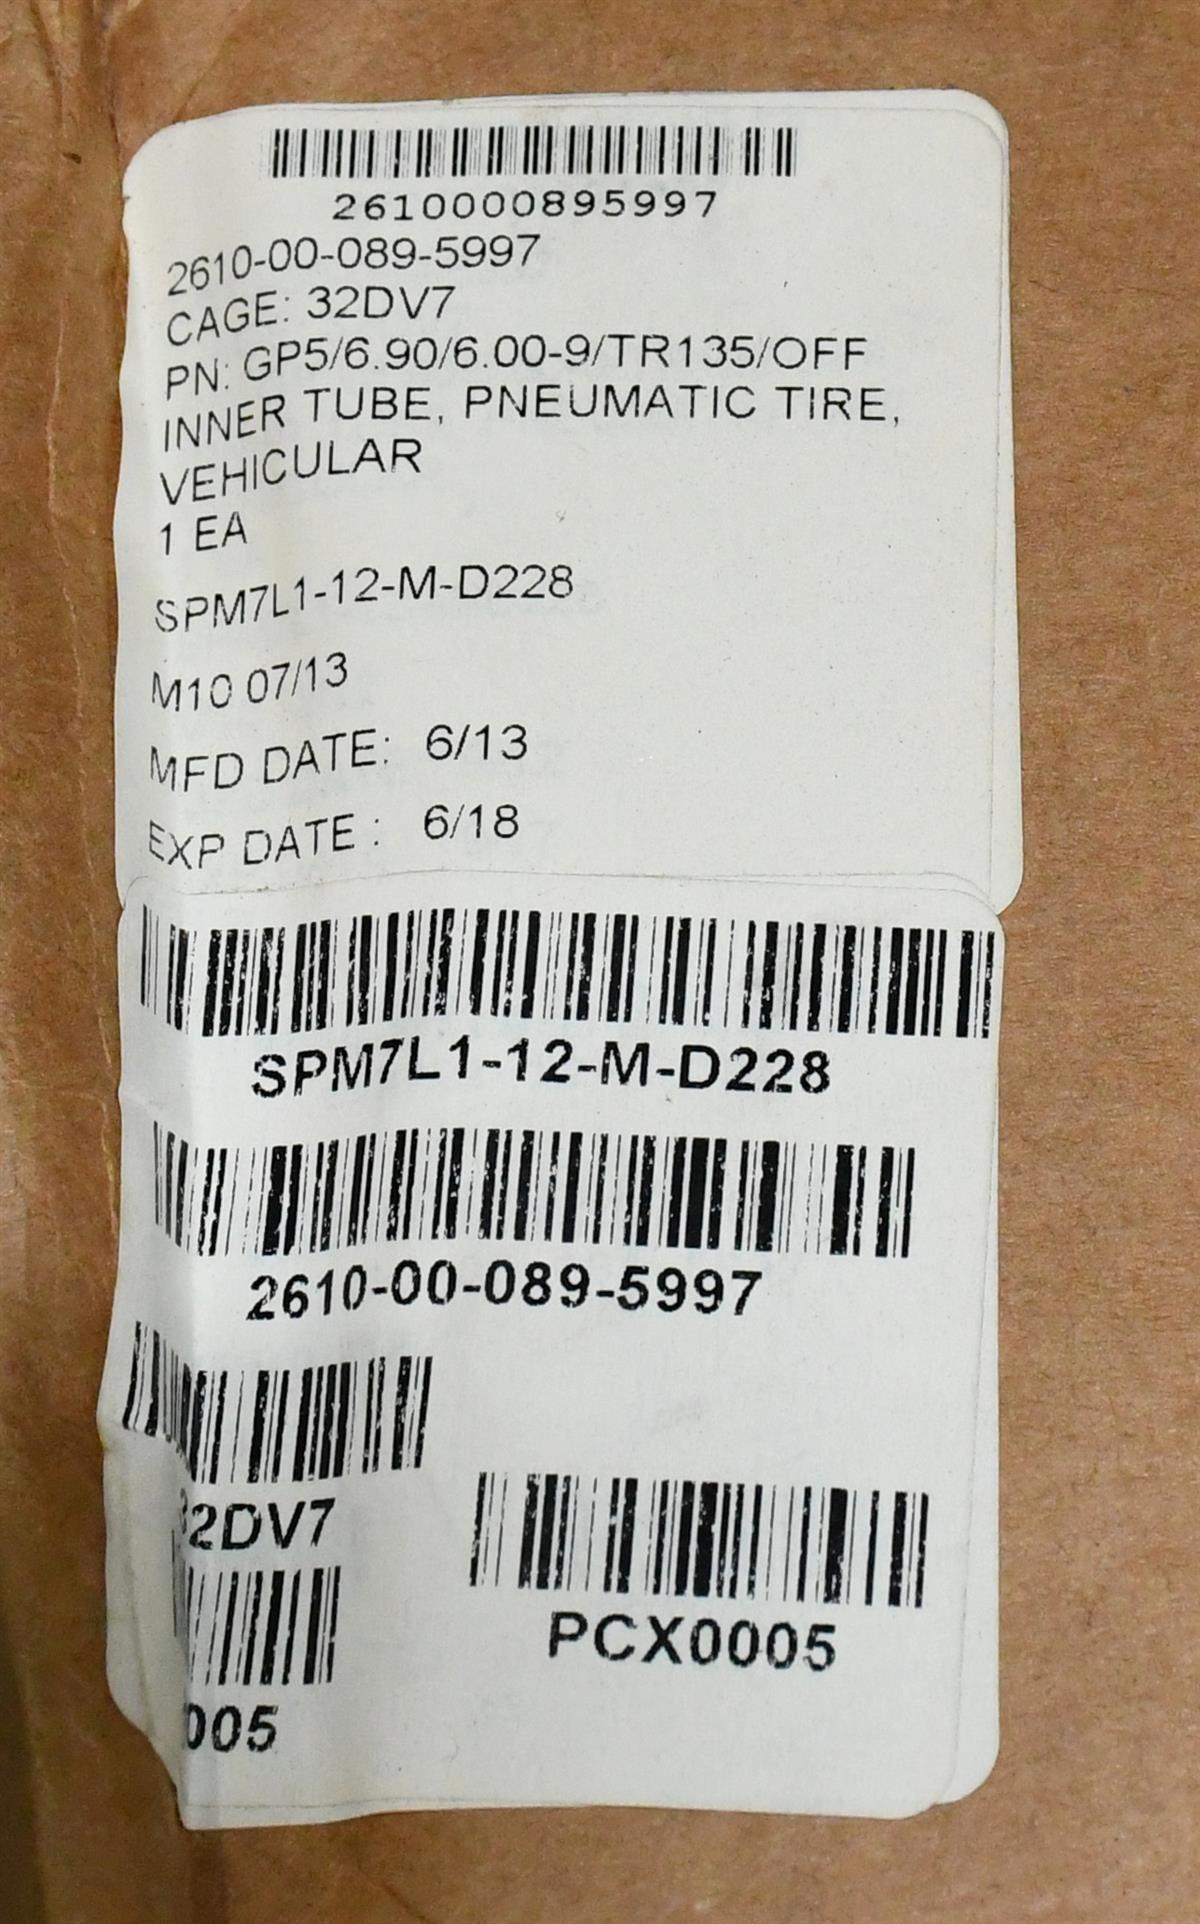 2610000895997
2610-00-089-5997
CAGE: 32DV7
PN: GP5/6.90/6.00-9/TR135/OFF
INNER TUBE, PNEUMATIC TIRE,
VEHICULAR
1 EA
SPM7L1-12-M-D228
M10 07/13
MFD DATE: 6/13
EXP DATE : 6/18
SPM7L1-12-M-D228
2610-00-089-5997
32DV7
PCX0005
005